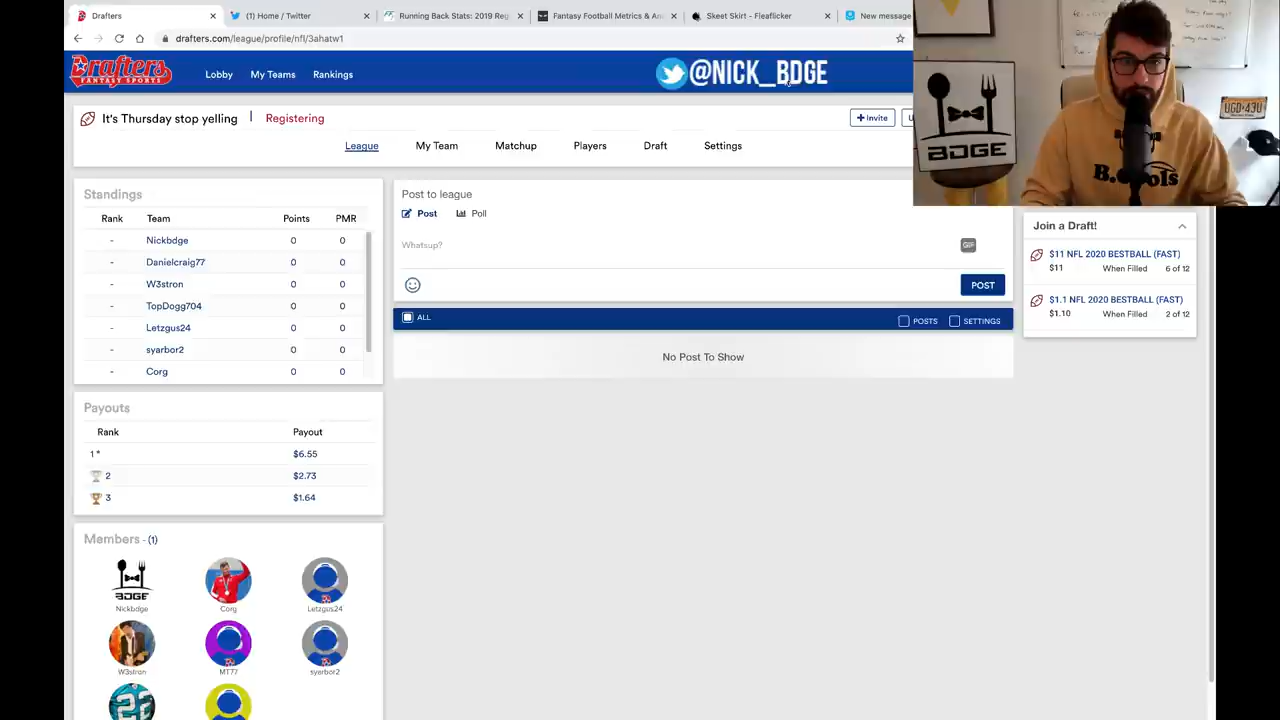 Drafters
(1) Home / Twitter
Running Back Stats: 2019 Reg
Fantasy Football Metrics & An
Skeet Skirt - Fleaflicker
New message
drafters.com/league/profile/nfl/3ahatw1
Drafters
FANTASY SPORTS
Lobby
My Teams
Rankings
@NICK_BDGE
It's Thursday stop yelling
Registering
+ Invite
League
My Team
Matchup
Players
Draft
Settings
Standings
Rank Team Points PMR
- Nickbdge 0 0
- Danielcraig77 0 0
- W3stron 0 0
- TopDogg704 0 0
- Letzgus24 0 0
- syarbor2 0 0
- Corg 0 0
Payouts
Rank Payout
1 * $6.55
2 $2.73
3 $1.64
Members - (1)
BDGE
Nickbdge
Corg
Letzgus24
W3stron
MT77
syarbor2
Post to league
Post
Poll
Whatsup?
GIF
POST
ALL
POSTS
SETTINGS
No Post To Show
Join a Draft!
$11 NFL 2020 BESTBALL (FAST)
$11 When Filled 6 of 12
$1.1 NFL 2020 BESTBALL (FAST)
$1.10 When Filled 2 of 12
BDGE
UGD-43U